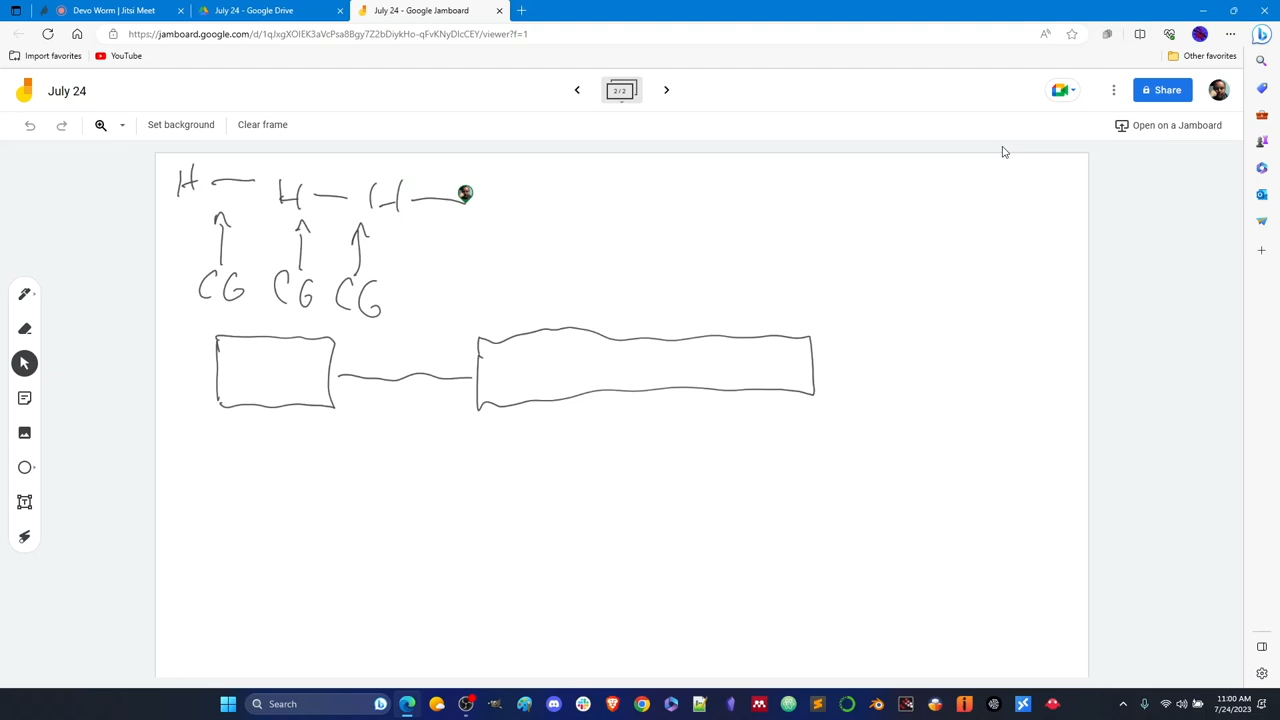 Devo Worm | Jitsi Meet
July 24 - Google Drive
July 24 - Google Jamboard
https://jamboard.google.com/d/1qJxgXOIEK3aVcPsa8Bgy7Z2bDiykHo-qFvKNyDlcCEY/viewer?f=1
Import favorites
YouTube
Other favorites
July 24
2 / 2
Share
Set background
Clear frame
Open on a Jamboard
H — H — H —
CG CG CG
Search
11:00 AM
7/24/2023